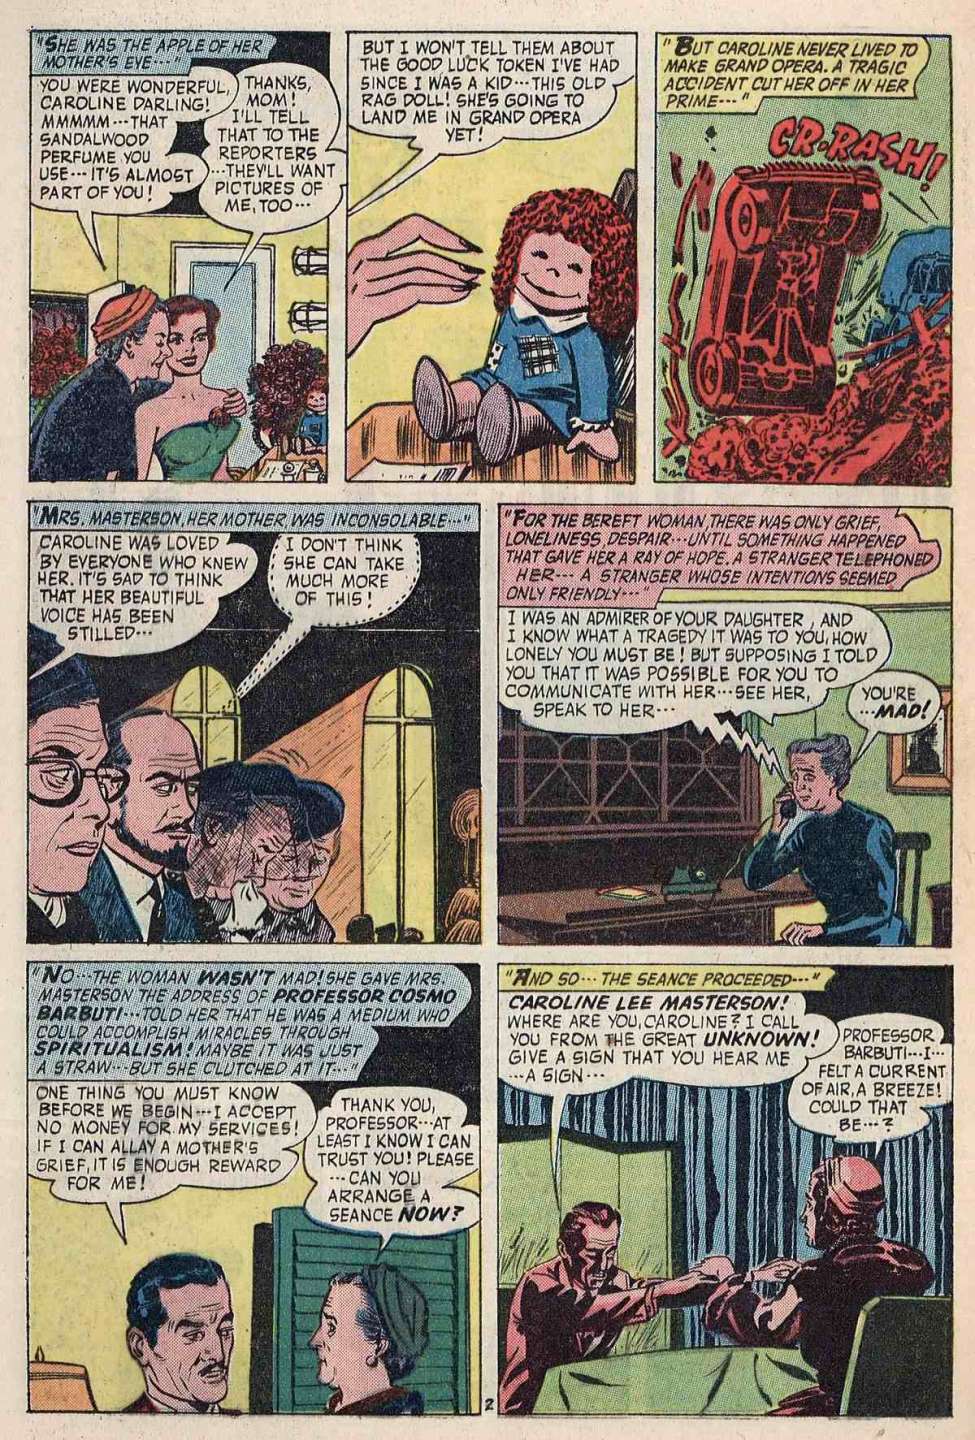 "SHE WAS THE APPLE OF HER
MOTHER'S EYE---"
YOU WERE WONDERFUL,
CAROLINE DARLING!
MMMMM---THAT
SANDALWOOD
PERFUME YOU
USE---IT'S ALMOST
PART OF YOU!
THANKS,
MOM!
I'LL TELL
THAT TO THE
REPORTERS
---THEY'LL WANT
PICTURES OF
ME, TOO---
BUT I WON'T TELL THEM ABOUT
THE GOOD LUCK TOKEN I'VE HAD
SINCE I WAS A KID---THIS OLD
RAG DOLL! SHE'S GOING TO
LAND ME IN GRAND OPERA
YET!
"BUT CAROLINE NEVER LIVED TO
MAKE GRAND OPERA. A TRAGIC
ACCIDENT CUT HER OFF IN HER
PRIME---"
CR-RASH!
"MRS. MASTERSON, HER MOTHER WAS INCONSOLABLE---"
CAROLINE WAS LOVED
BY EVERYONE WHO KNEW
HER. IT'S SAD TO THINK
THAT HER BEAUTIFUL
VOICE HAS BEEN
STILLED---
I DON'T THINK
SHE CAN TAKE
MUCH MORE
OF THIS!
"FOR THE BEREFT WOMAN, THERE WAS ONLY GRIEF,
LONELINESS, DESPAIR---UNTIL SOMETHING HAPPENED
THAT GAVE HER A RAY OF HOPE. A STRANGER TELEPHONED
HER--- A STRANGER WHOSE INTENTIONS SEEMED
ONLY FRIENDLY---"
I WAS AN ADMIRER OF YOUR DAUGHTER, AND
I KNOW WHAT A TRAGEDY IT WAS TO YOU, HOW
LONELY YOU MUST BE! BUT SUPPOSING I TOLD
YOU THAT IT WAS POSSIBLE FOR YOU TO
COMMUNICATE WITH HER---SEE HER,
SPEAK TO HER---
YOU'RE
---MAD!
"NO---THE WOMAN WASN'T MAD! SHE GAVE MRS.
MASTERSON THE ADDRESS OF PROFESSOR COSMO
BARBUTI---TOLD HER THAT HE WAS A MEDIUM WHO
COULD ACCOMPLISH MIRACLES THROUGH
SPIRITUALISM! MAYBE IT WAS JUST
A STRAW---BUT SHE CLUTCHED AT IT---"
ONE THING YOU MUST KNOW
BEFORE WE BEGIN---I ACCEPT
NO MONEY FOR MY SERVICES!
IF I CAN ALLAY A MOTHER'S
GRIEF, IT IS ENOUGH REWARD
FOR ME!
THANK YOU,
PROFESSOR---AT
LEAST I KNOW I CAN
TRUST YOU! PLEASE
---CAN YOU
ARRANGE A
SEANCE NOW?
2
"AND SO---THE SEANCE PROCEEDED---"
CAROLINE LEE MASTERSON!
WHERE ARE YOU, CAROLINE? I CALL
YOU FROM THE GREAT UNKNOWN!
GIVE A SIGN THAT YOU HEAR ME
---A SIGN---
PROFESSOR
BARBUTI---I--
FELT A CURRENT
OF AIR, A BREEZE!
COULD THAT
BE---?